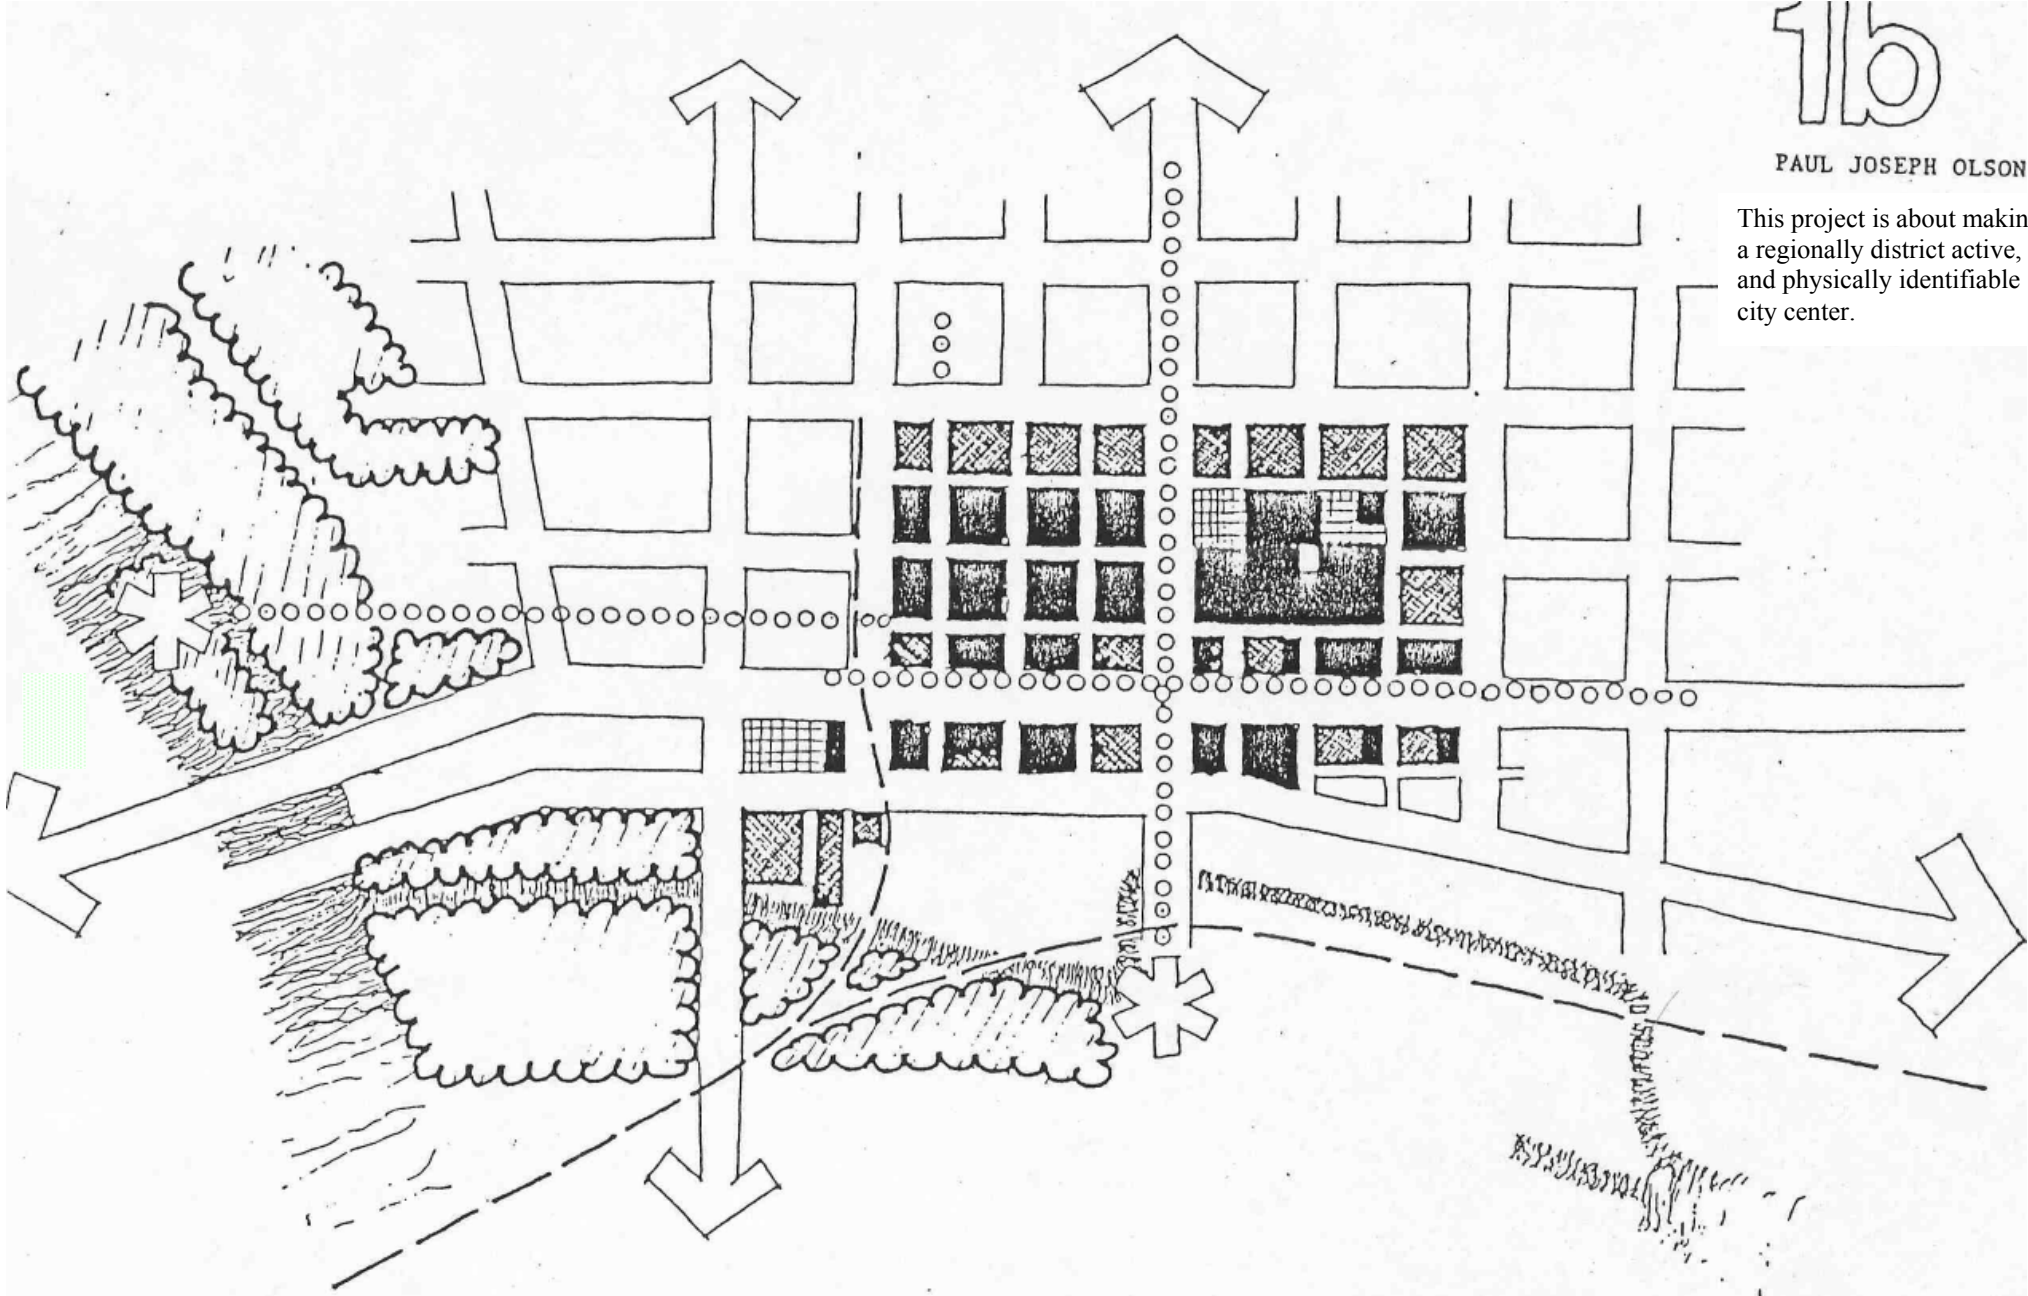 1b
PAUL JOSEPH OLSON
This project is about makin
a regionally district active,
and physically identifiable
city center.